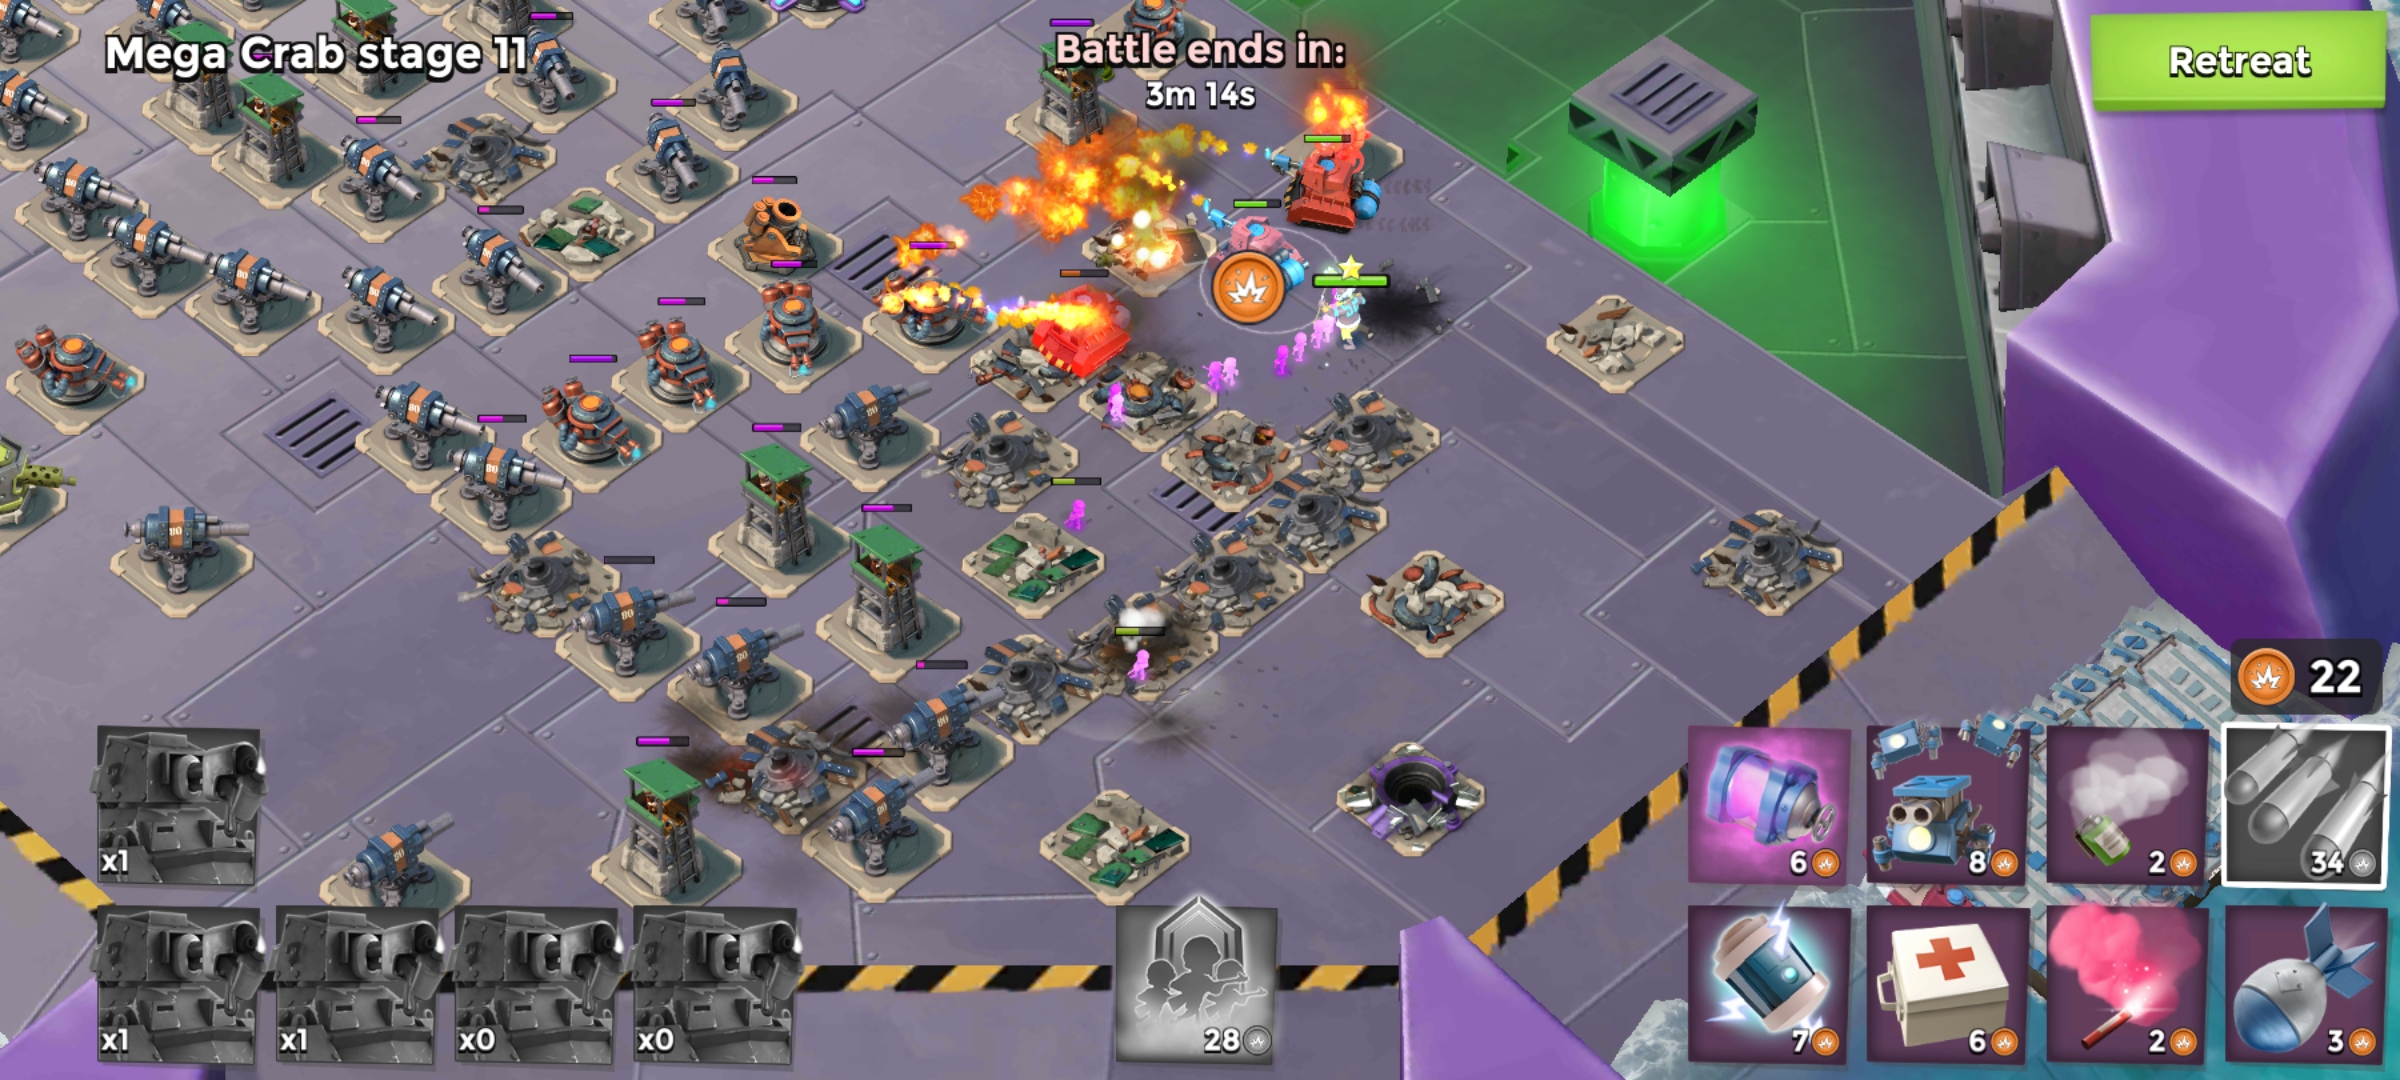 Mega Crab stage 11
Battle ends in:
3m 14s
Retreat
22
6
8
2
34
7
6
2
3
x1
x1
x1
x0
x0
28